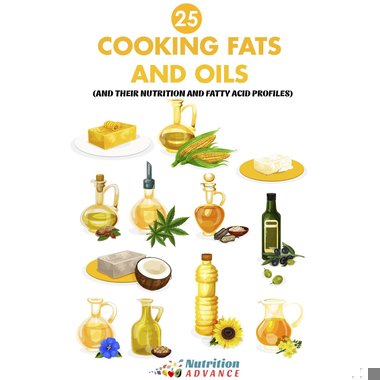 25
COOKING FATS
AND OILS
(AND THEIR NUTRITION AND FATTY ACID PROFILES)
Nutrition
ADVANCE